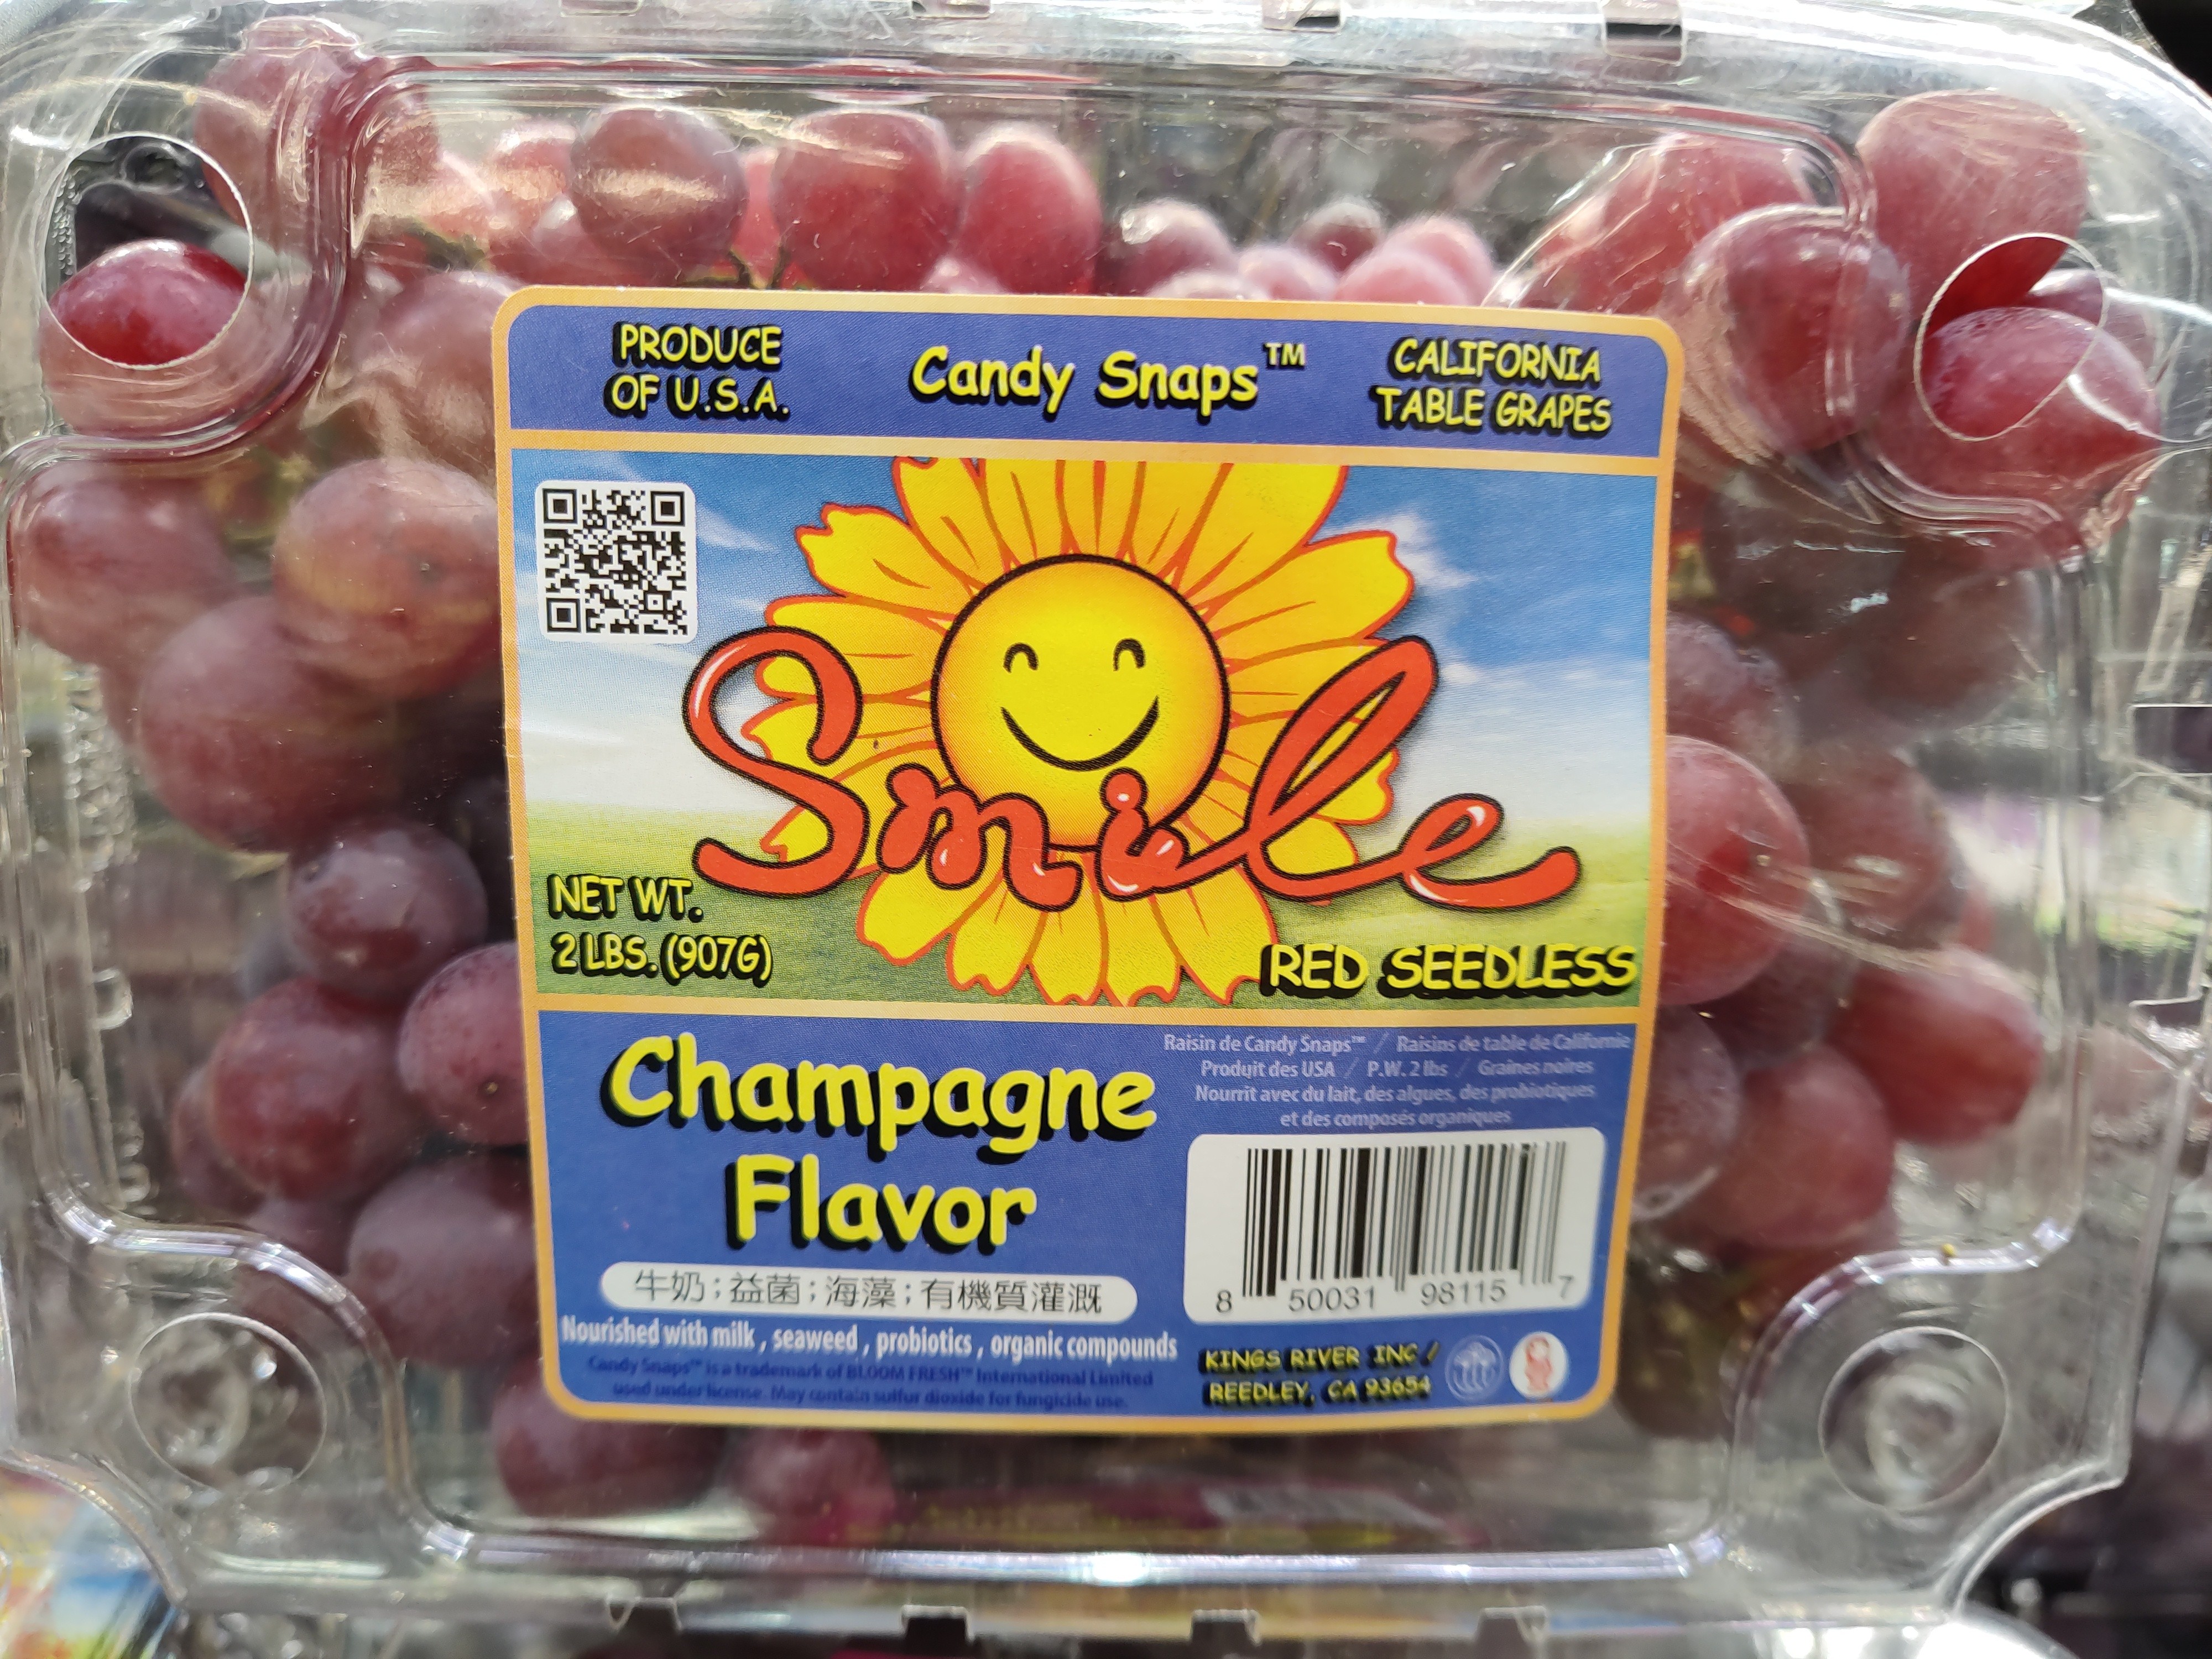 PRODUCE
OF U.S.A.
Candy Snaps™
CALIFORNIA
TABLE GRAPES
Smile
NET WT.
2 LBS. (907G)
RED SEEDLESS
Champagne
Flavor
牛奶；益菌；海藻；有機質灌溉
Nourished with milk , seaweed , probiotics , organic compounds
Candy Snaps™ is a trademark of BLOOM FRESH™ International Limited
used under license. May contain sulfur dioxide for fungicide use.
Raisin de Candy Snaps™ / Raisins de table de Californie
Produit des USA / P.W. 2 lbs / Graines noires
Nourrit avec du lait, des algues, des probiotiques
et des composés organiques
8 50031 98115 7
KINGS RIVER INC /
REEDLEY, CA 93654